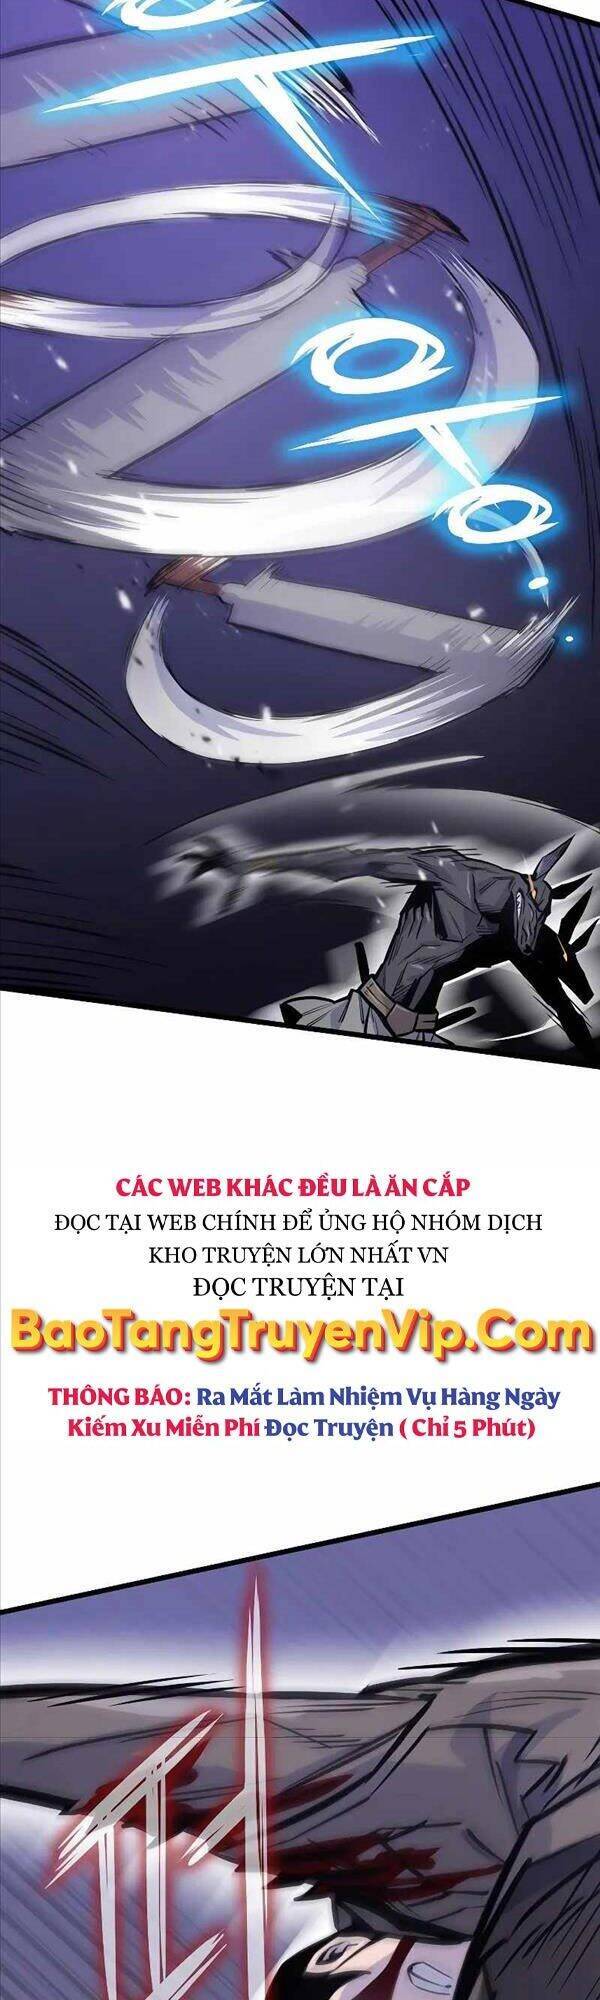 CÁC WEB KHÁC ĐỀU LÀ ĂN CẮP
ĐỌC TẠI WEB CHÍNH ĐỂ ỦNG HỘ NHÓM DỊCH
KHO TRUYỆN LỚN NHẤT VN
ĐỌC TRUYỆN TẠI
BaoTangTruyenVip.Com
THÔNG BÁO: Ra Mắt Làm Nhiệm Vụ Hàng Ngày
Kiếm Xu Miễn Phí Đọc Truyện ( Chỉ 5 Phút)